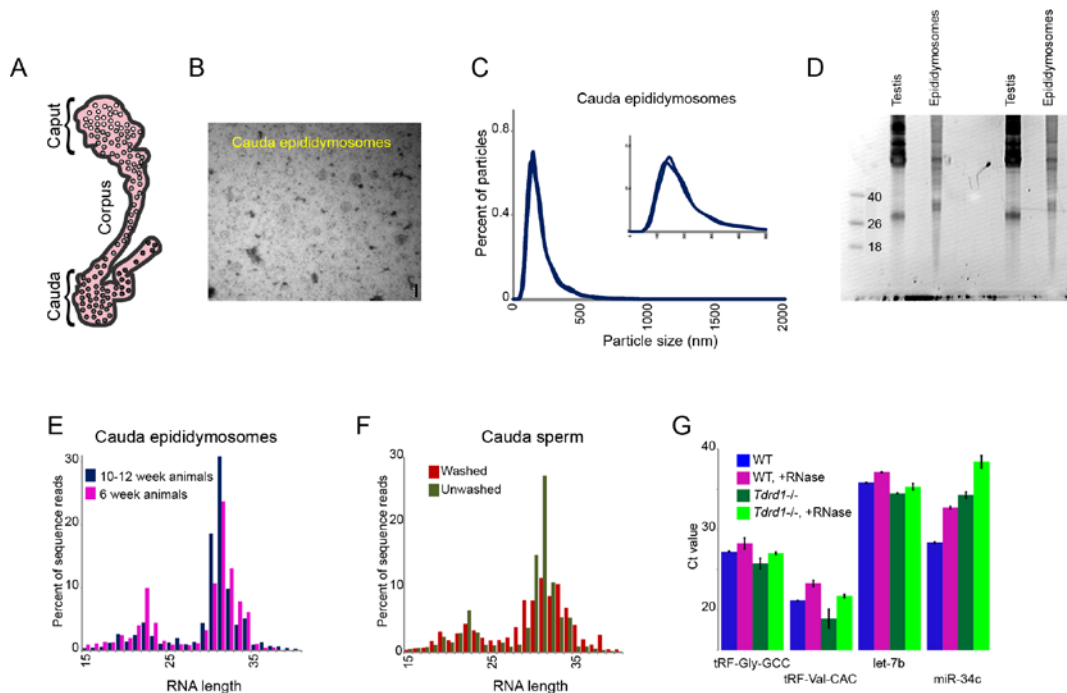 A
Caput
Corpus
Cauda
B
Cauda epididymosomes
C
Cauda epididymosomes
Percent of particles
0.8
0.4
0
0
500
1000
1500
2000
Particle size (nm)
D
Testis
Epididymosomes
Testis
Epididymosomes
40
26
18
E
Cauda epididymosomes
10-12 week animals
6 week animals
Percent of sequence reads
30
20
10
0
15
25
35
RNA length
F
Cauda sperm
Washed
Unwashed
Percent of sequence reads
30
20
10
0
15
25
35
RNA length
G
WT
WT, +RNase
Tdrd1-/-
Tdrd1-/-, +RNase
Ct value
40
30
20
tRF-Gly-GCC
tRF-Val-CAC
let-7b
miR-34c